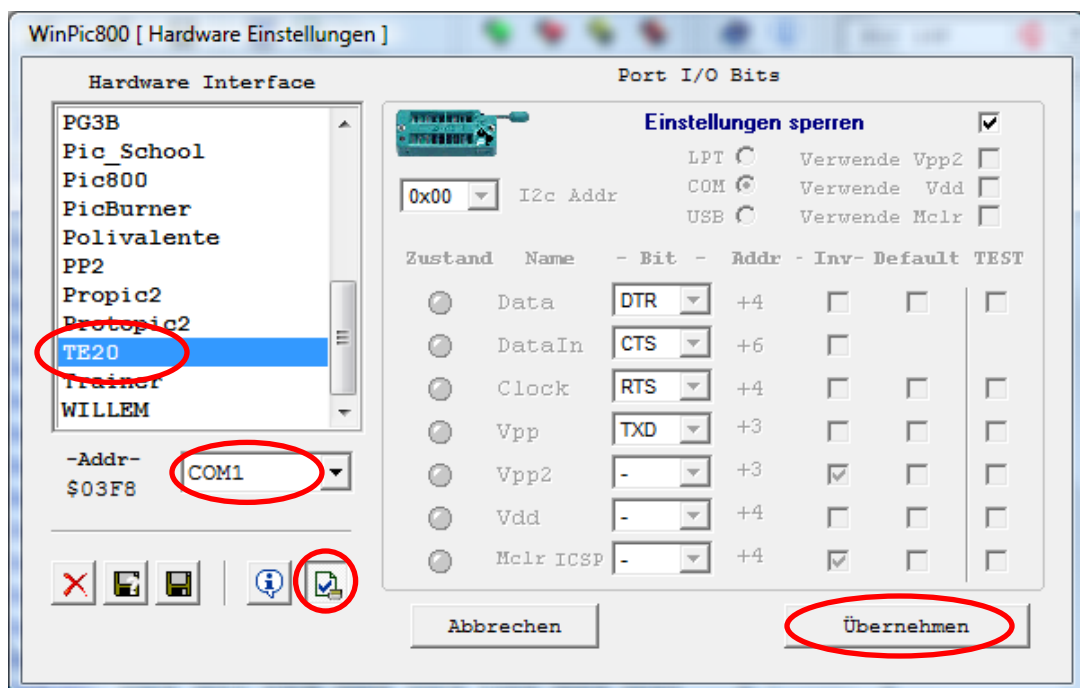 WinPic800 [ Hardware Einstellungen ]
Hardware Interface
PG3B
Pic_School
Pic800
PicBurner
Polivalente
PP2
Propic2
Protopic2
TE20
Trainer
WILLEM
-Addr-
$03F8
COM1
Port I/O Bits
Einstellungen sperren
0x00 I2c Addr
LPT Verwende Vpp2
COM Verwende Vdd
USB Verwende Mclr
Zustand Name - Bit - Addr - Inv- Default TEST
Data DTR +4
DataIn CTS +6
Clock RTS +4
Vpp TXD +3
Vpp2 - +3
Vdd - +4
Mclr ICSP - +4
Abbrechen Übernehmen